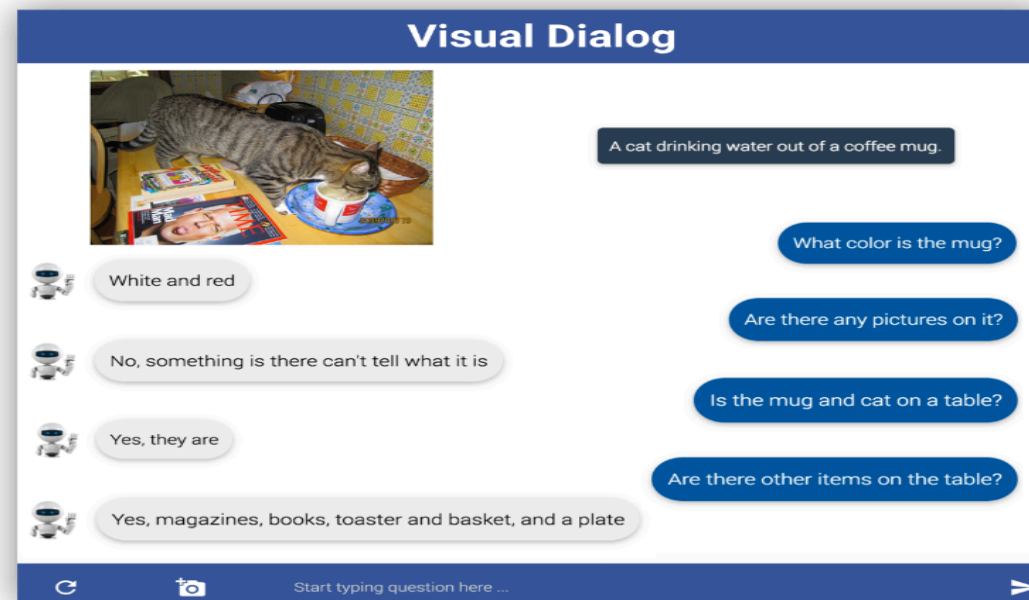 Visual Dialog
A cat drinking water out of a coffee mug.
TIME
What color is the mug?
White and red
Are there any pictures on it?
No, something is there can't tell what it is
Is the mug and cat on a table?
Yes, they are
Are there other items on the table?
Yes, magazines, books, toaster and basket, and a plate
Start typing question here ...